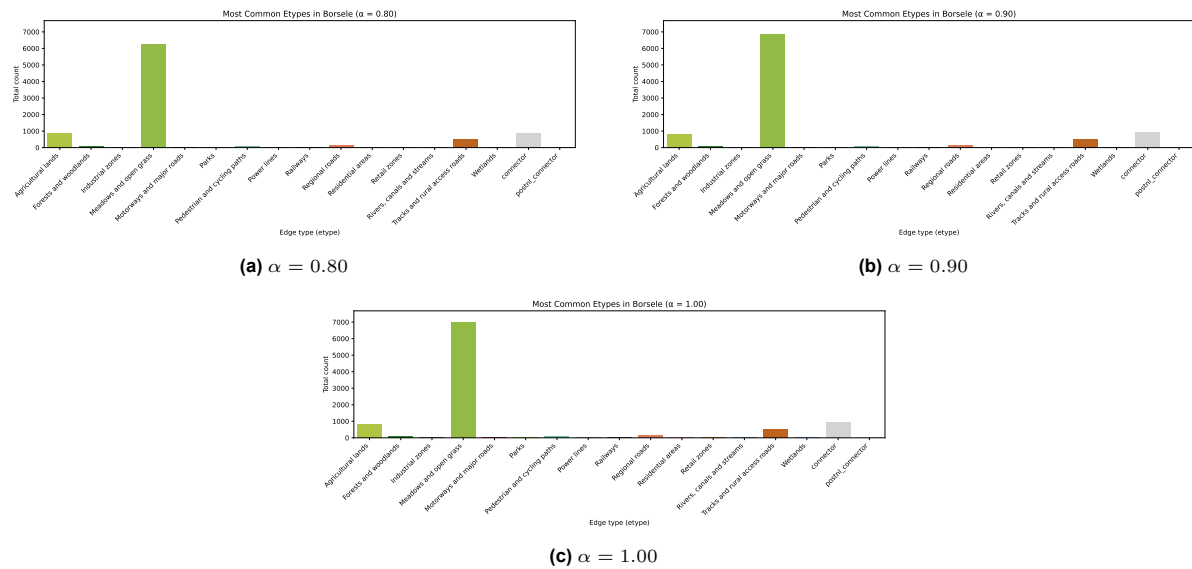 Most Common Etypes in Borsele (α = 0.80)
Total count
7000
6000
5000
4000
3000
2000
1000
0
Agricultural lands
Forests and woodlands
Industrial zones
Meadows and open grass
Motorways and major roads
Parks
Pedestrian and cycling paths
Power lines
Railways
Regional roads
Residential areas
Retail zones
Rivers, canals and streams
Tracks and rural access roads
Wetlands
connector
postnl_connector
Edge type (etype)
(a) α = 0.80
Most Common Etypes in Borsele (α = 0.90)
Total count
7000
6000
5000
4000
3000
2000
1000
0
Agricultural lands
Forests and woodlands
Industrial zones
Meadows and open grass
Motorways and major roads
Parks
Pedestrian and cycling paths
Power lines
Railways
Regional roads
Residential areas
Retail zones
Rivers, canals and streams
Tracks and rural access roads
Wetlands
connector
postnl_connector
Edge type (etype)
(b) α = 0.90
Most Common Etypes in Borsele (α = 1.00)
Total count
7000
6000
5000
4000
3000
2000
1000
0
Agricultural lands
Forests and woodlands
Industrial zones
Meadows and open grass
Motorways and major roads
Parks
Pedestrian and cycling paths
Power lines
Railways
Regional roads
Residential areas
Retail zones
Rivers, canals and streams
Tracks and rural access roads
Wetlands
connector
postnl_connector
Edge type (etype)
(c) α = 1.00